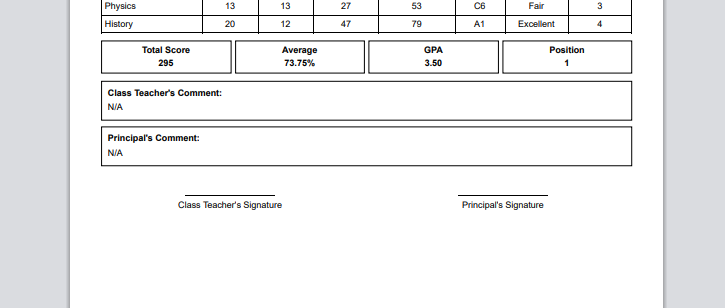 Physics 13 13 27 53 C6 Fair 3
History 20 12 47 79 A1 Excellent 4
Total Score Average GPA Position
295 73.75% 3.50 1
Class Teacher's Comment:
N/A
Principal's Comment:
N/A
Class Teacher's Signature Principal's Signature